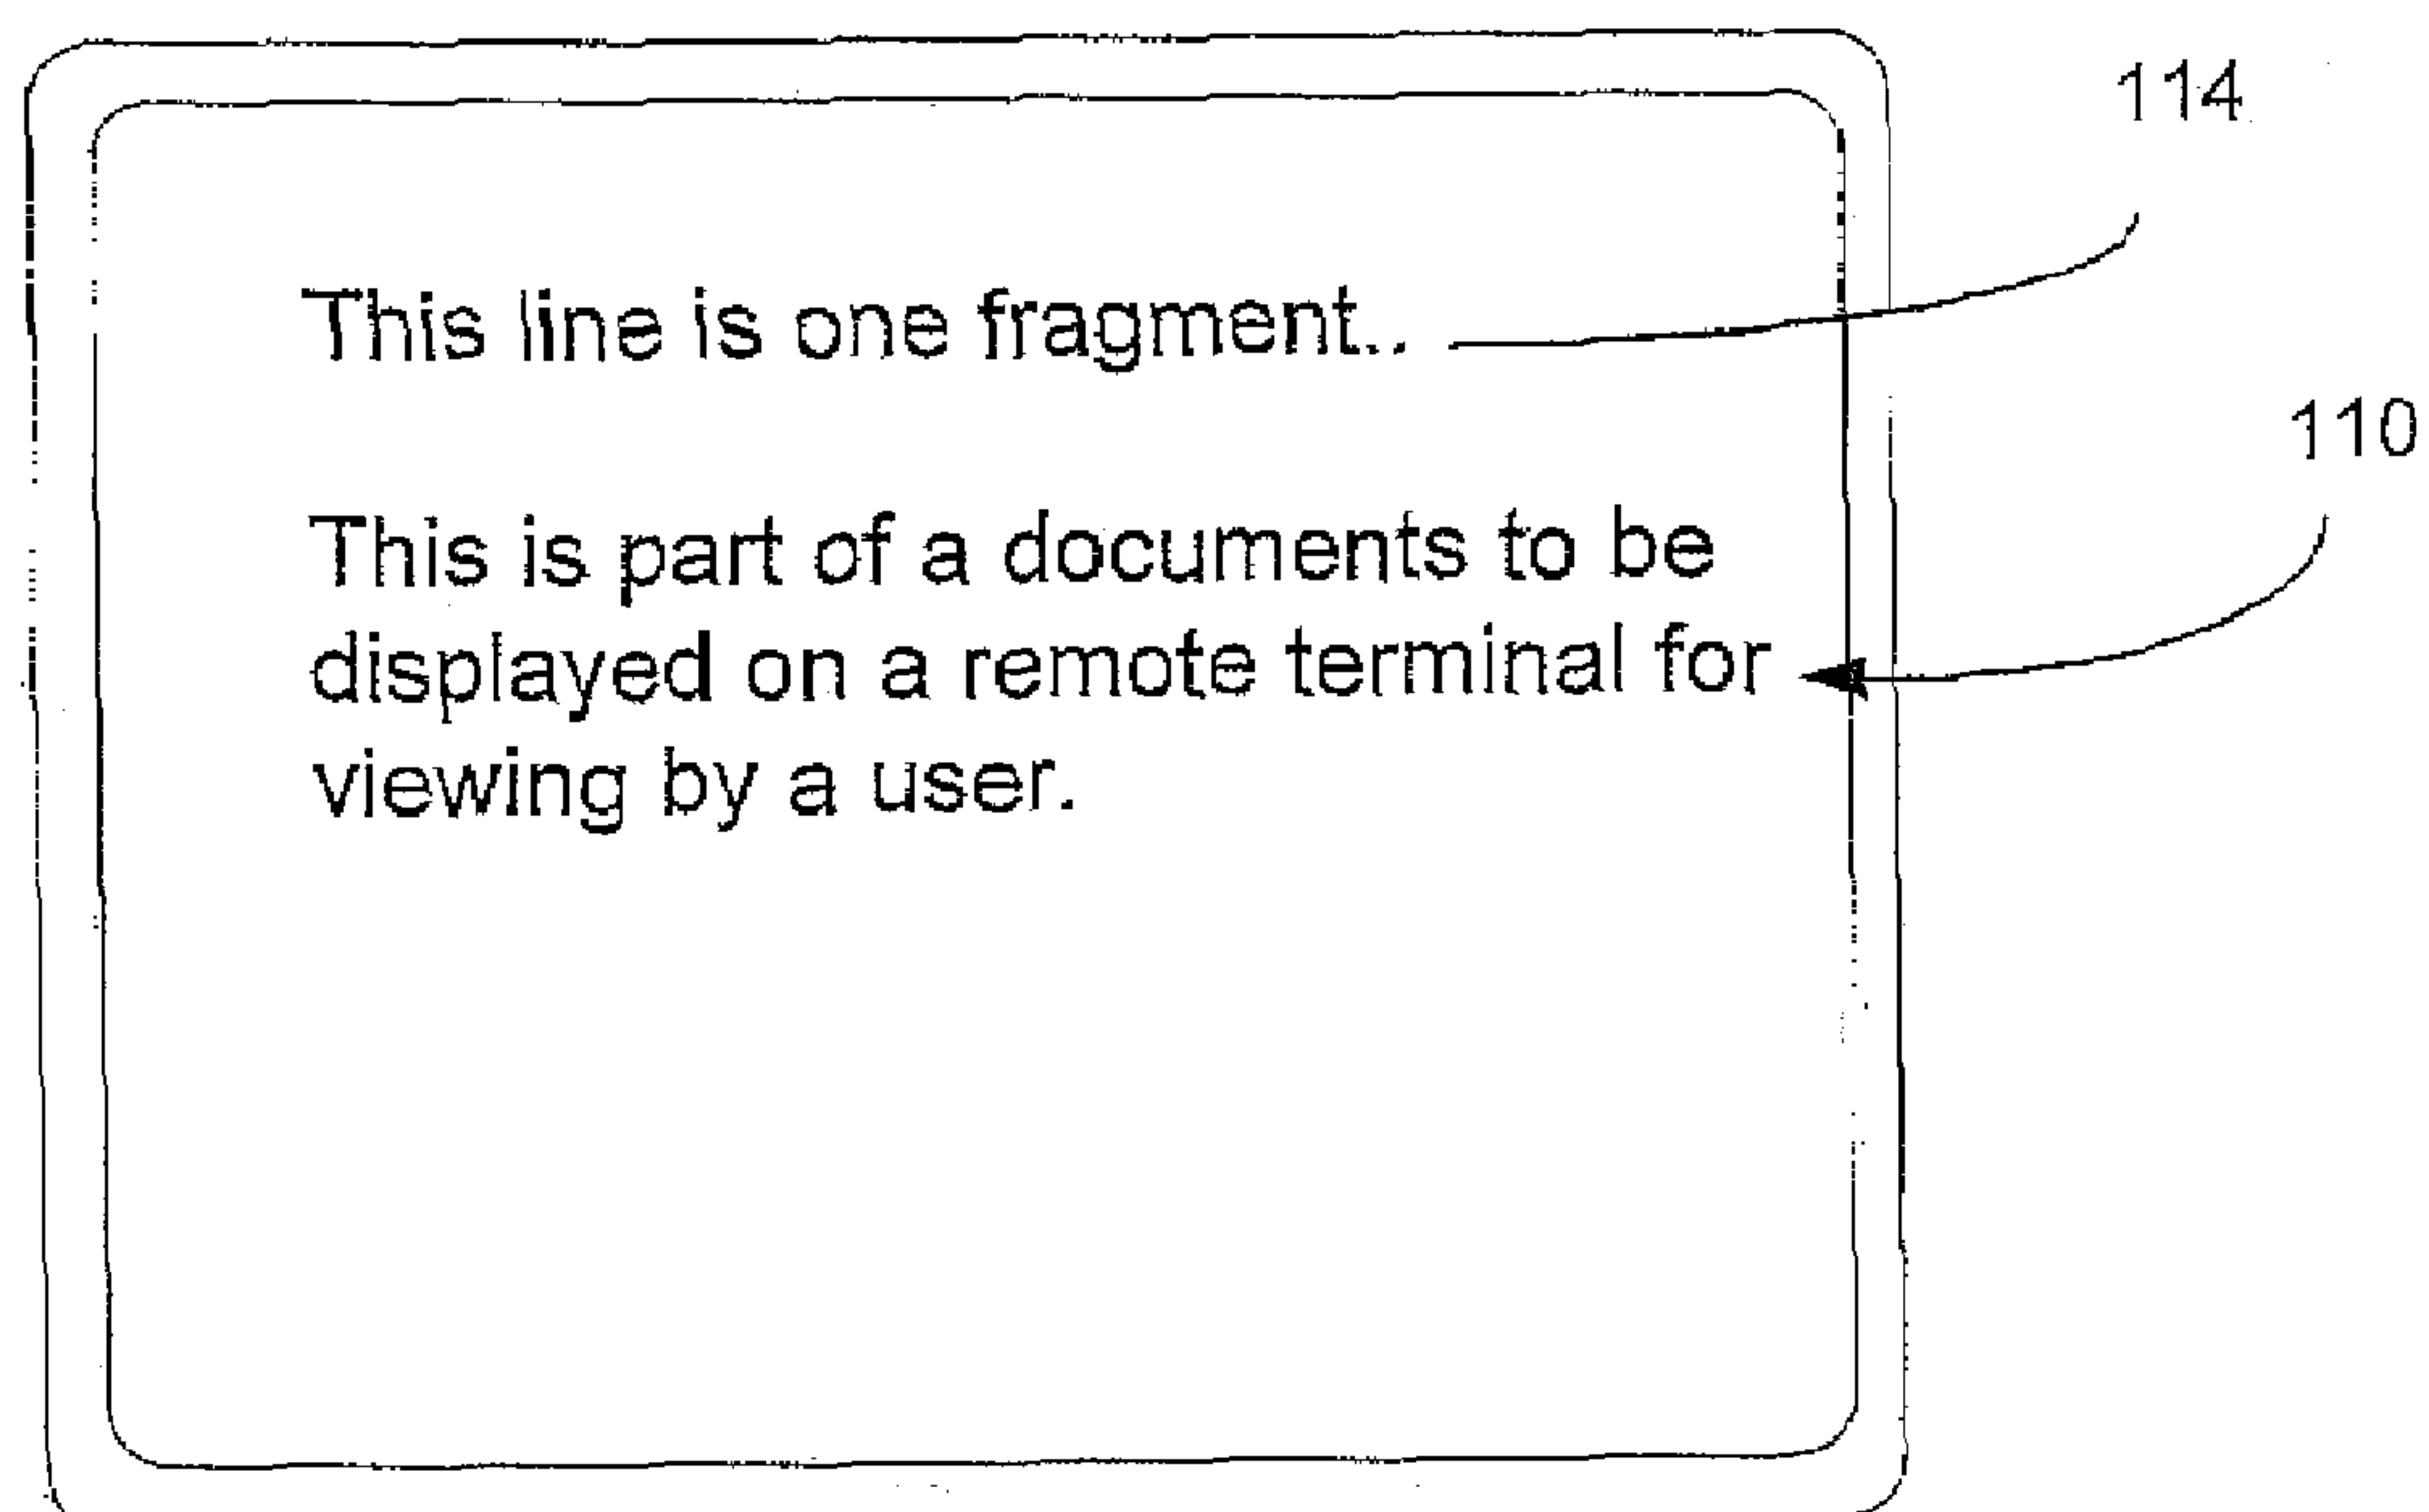 114
This line is one fragment...
110
This is part of a documents to be
displayed on a remote terminal for
viewing by a user.